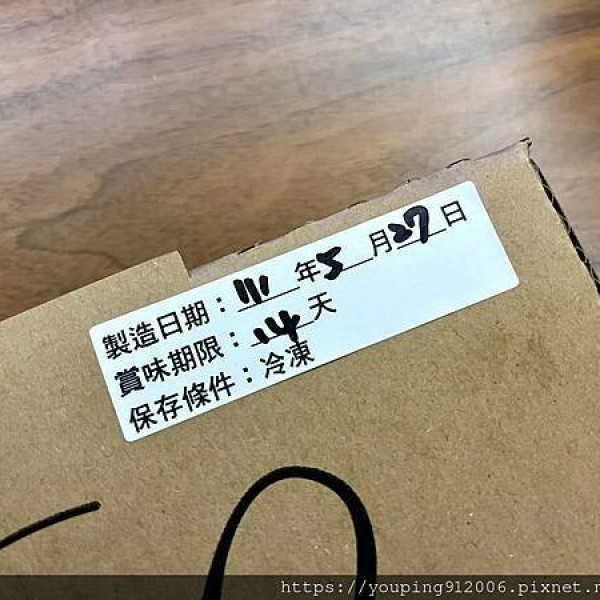 製造日期：111年5月27日
賞味期限：14天
保存條件：冷凍
https://youping912006.pixnet.n